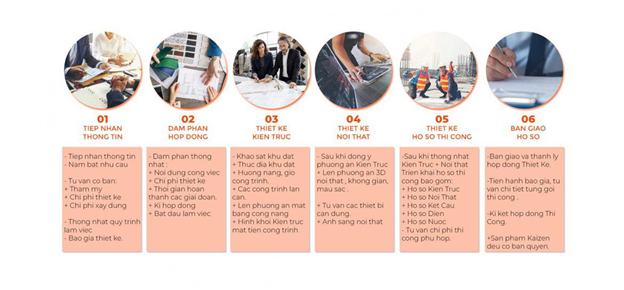 01
TIEP NHAN
THONG TIN
- Tiep nhan thong tin
- Nam bat nhu cau
- Tu van co ban:
+ Tham my
+ Chi phi thiet ke
+ Chi phi xay dung
- Thong nhat quy trinh
lam viec
- Bao gia thiet ke.
02
DAM PHAN
HOP DONG
- Dam phan thong
nhat :
+ Noi dung cong viec
+ Chi phi thiet ke
+ Thoi gian hoan
thanh cac giai doan.
+ Ki hop dong
+ Bat dau lam viec
03
THIET KE
KIEN TRUC
- Khao sat khu dat
+ Thuc dia khu dat
+ Huong nang, gio
cong trinh.
+ Cac cong trinh lan
can.
+ Len phuong an mat
bang cong nang
+ Hinh khoi Kien truc
mat tien cong trinh
04
THIET KE
NOI THAT
- Sau khi dong y
phuong an Kien Truc
+ Len phuong an 3D
noi that , khong gian,
mau sac .
+ Tu van cac thiet bi
can dung.
+ Anh sang noi that
05
THIET KE
HO SO THI CONG
-Sau khi thong nhat
Kien Truc + Noi that
Trien khai ho so thi
cong bao gom:
+ Ho so Kien Truc
+ Ho so Noi That
+ Ho so Ket Cau
+ Ho so Dien
+ Ho so Nuoc
- Tu van chi phi thi
cong phu hop.
06
BAN GIAO
HO SO
-Ban giao va thanh ly
hop dong Thiet Ke.
-Tien hanh bao gia, tu
van chi tiet tung goi
thi cong .
-Ki ket hop dong Thi
Cong.
+San pham Kaizen
deu co ban quyen.